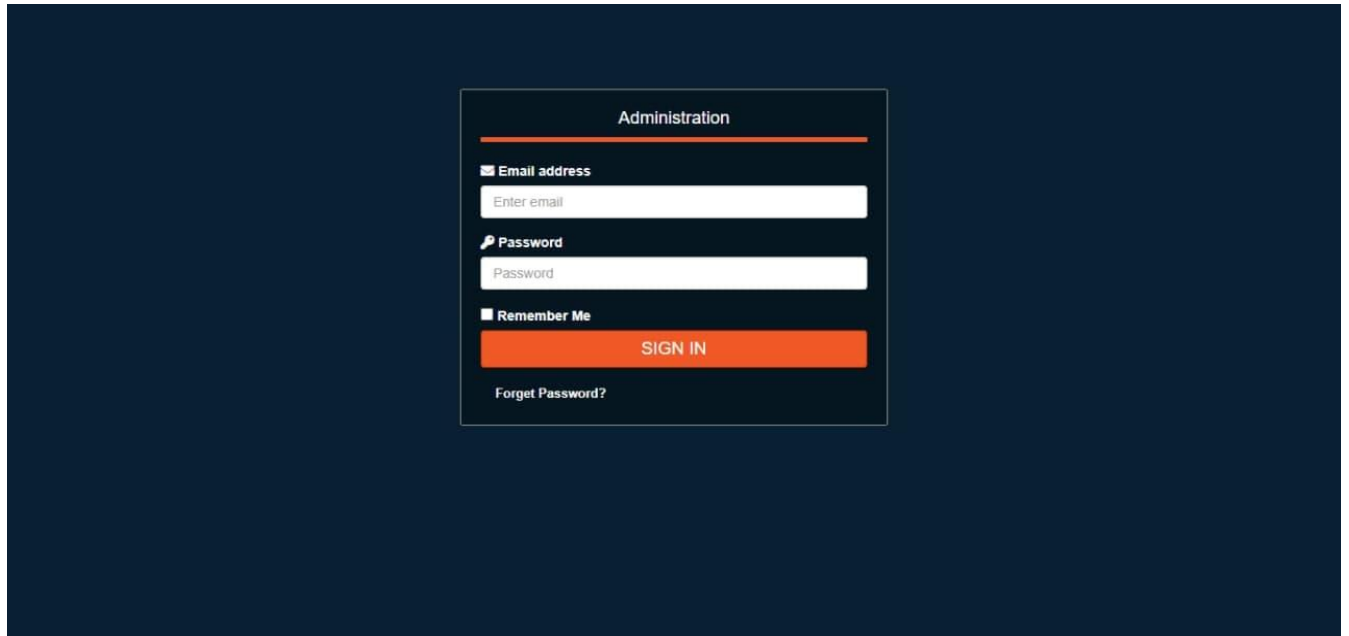 Administration
Email address
Enter email
Password
Password
Remember Me
SIGN IN
Forget Password?